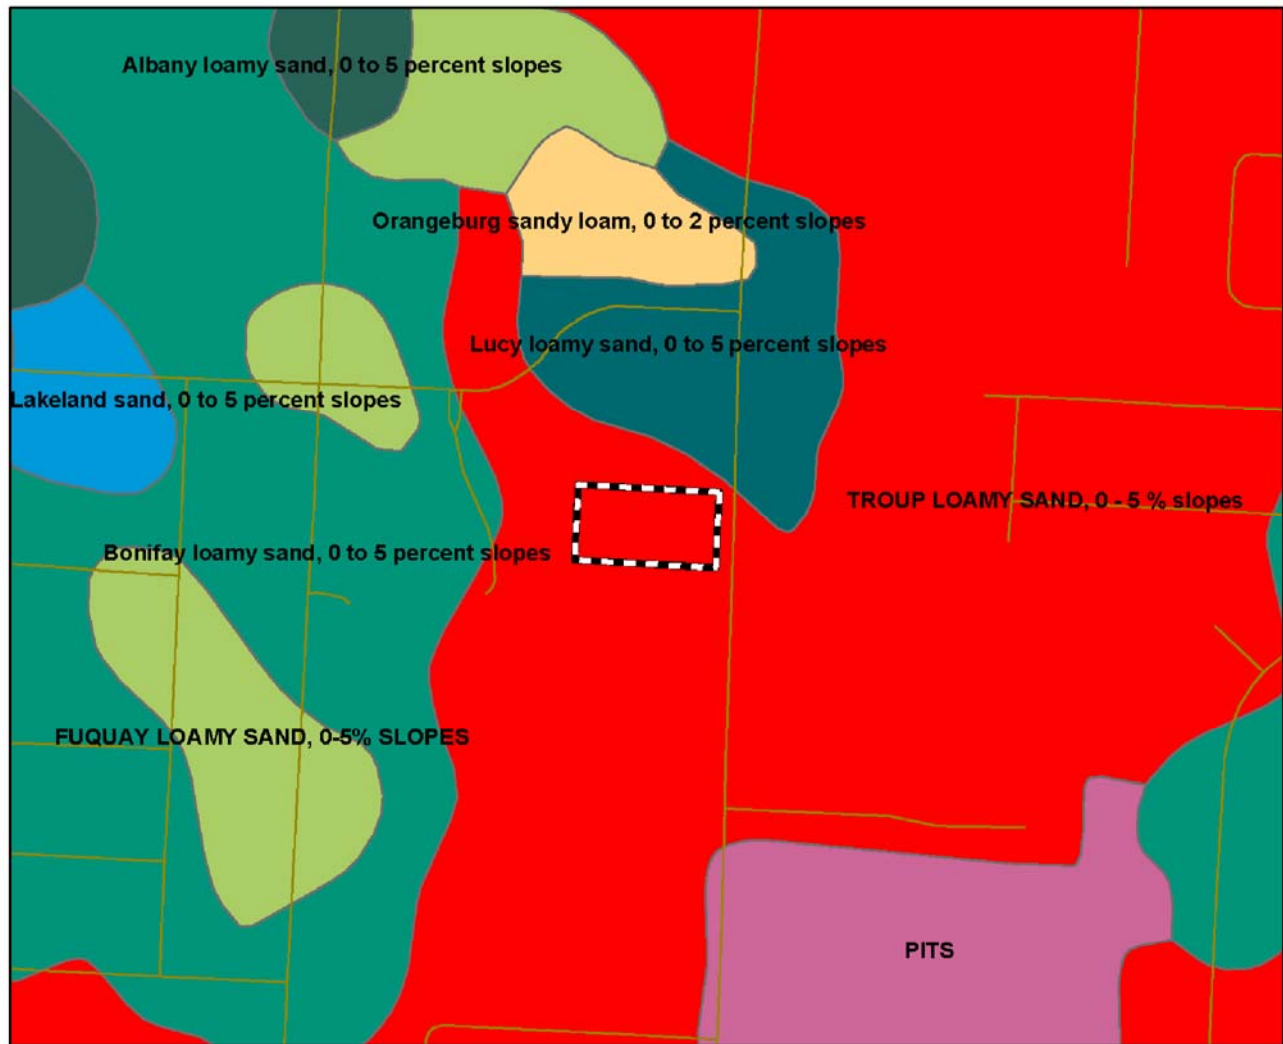 Albany loamy sand, 0 to 5 percent slopes
Orangeburg sandy loam, 0 to 2 percent slopes
Lucy loamy sand, 0 to 5 percent slopes
Lakeland sand, 0 to 5 percent slopes
TROUP LOAMY SAND, 0 - 5 % slopes
Bonifay loamy sand, 0 to 5 percent slopes
FUQUAY LOAMY SAND, 0-5% SLOPES
PITS